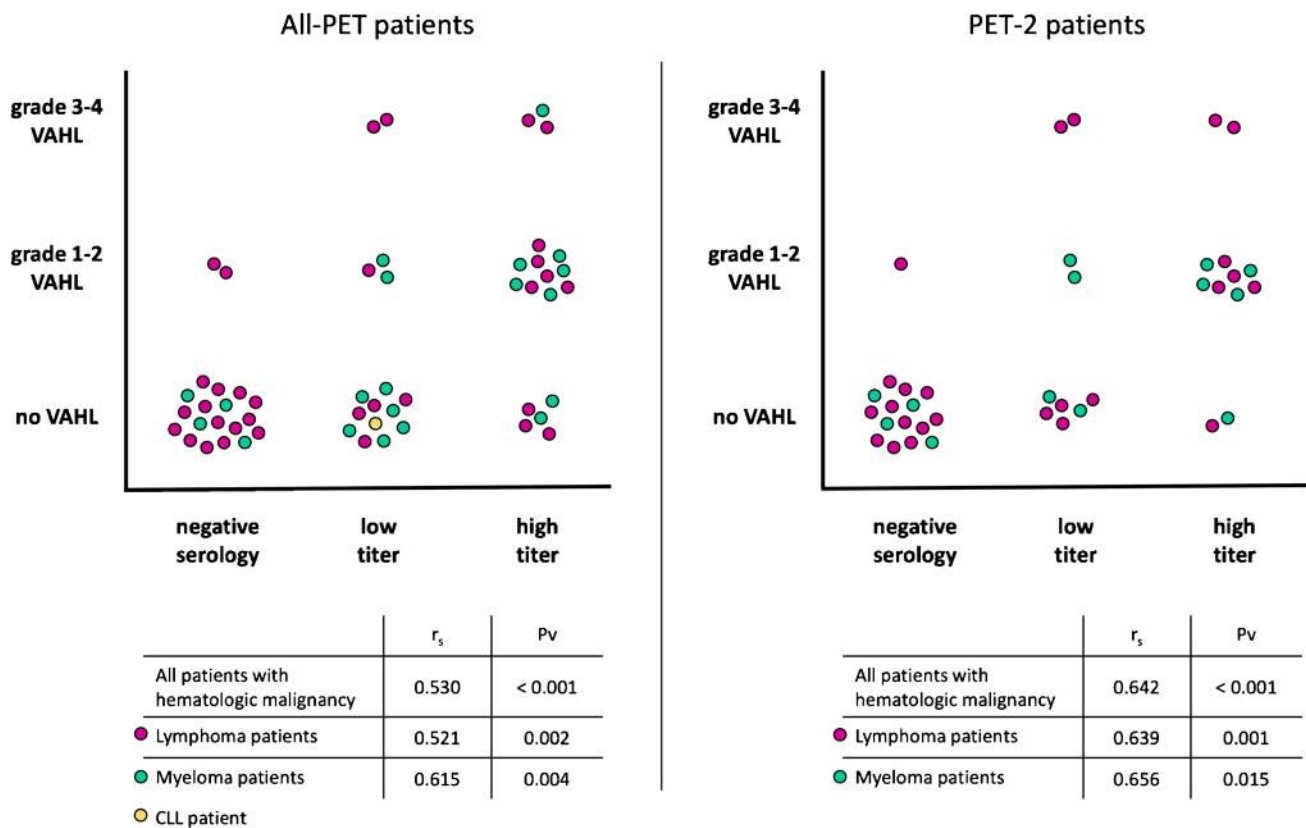 All-PET patients
grade 3-4
VAHL
grade 1-2
VAHL
no VAHL
negative
serology
low
titer
high
titer
rs
Pv
All patients with
hematologic malignancy
0.530
< 0.001
Lymphoma patients
0.521
0.002
Myeloma patients
0.615
0.004
CLL patient
PET-2 patients
grade 3-4
VAHL
grade 1-2
VAHL
no VAHL
negative
serology
low
titer
high
titer
rs
Pv
All patients with
hematologic malignancy
0.642
< 0.001
Lymphoma patients
0.639
0.001
Myeloma patients
0.656
0.015